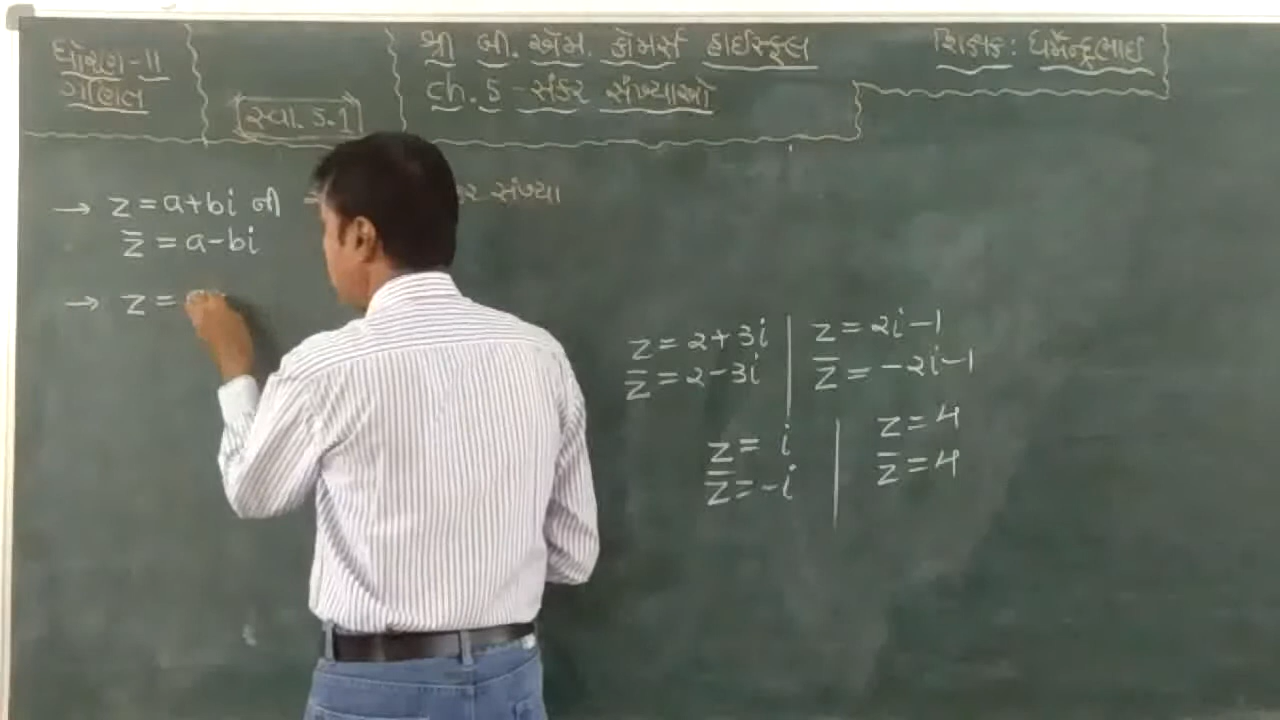 ધોરણ-11
ગણિત
સ્વા. 5.1
શ્રી બી. એમ. કોમર્સ હાઈસ્કૂલ
ch. 5 - સંકર સંખ્યાઓ
શિક્ષક: ધર્મેન્દ્રભાઈ
→ z = a+bi ની સંખ્યા
z̅ = a-bi
→ z =
z = 2+3i | z = 2i-1
z̅ = 2-3i | z̅ = -2i-1
z = i | z = 4
z̅ = -i | z̅ = 4